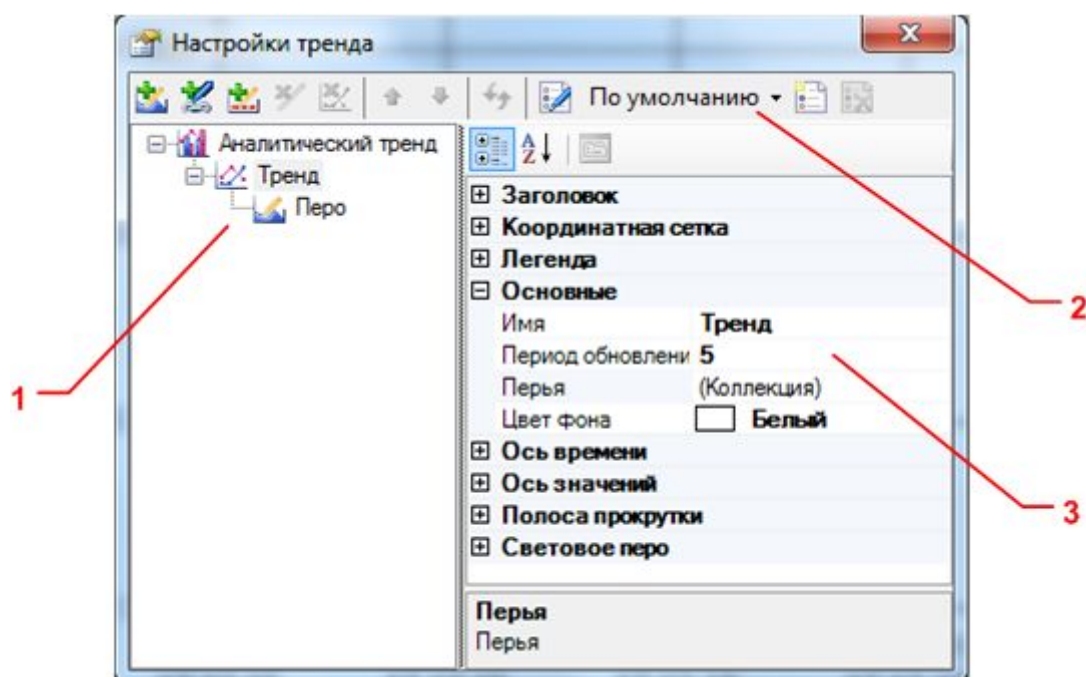 Настройки тренда
По умолчанию
Аналитический тренд
Тренд
Перо
Заголовок
Координатная сетка
Легенда
Основные
Имя Тренд
Период обновлени 5
Перья (Коллекция)
Цвет фона Белый
Ось времени
Ось значений
Полоса прокрутки
Световое перо
Перья
Перья
1
2
3